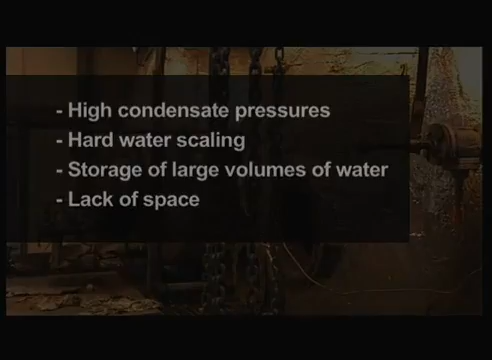 - High condensate pressures
- Hard water scaling
- Storage of large volumes of water
- Lack of space